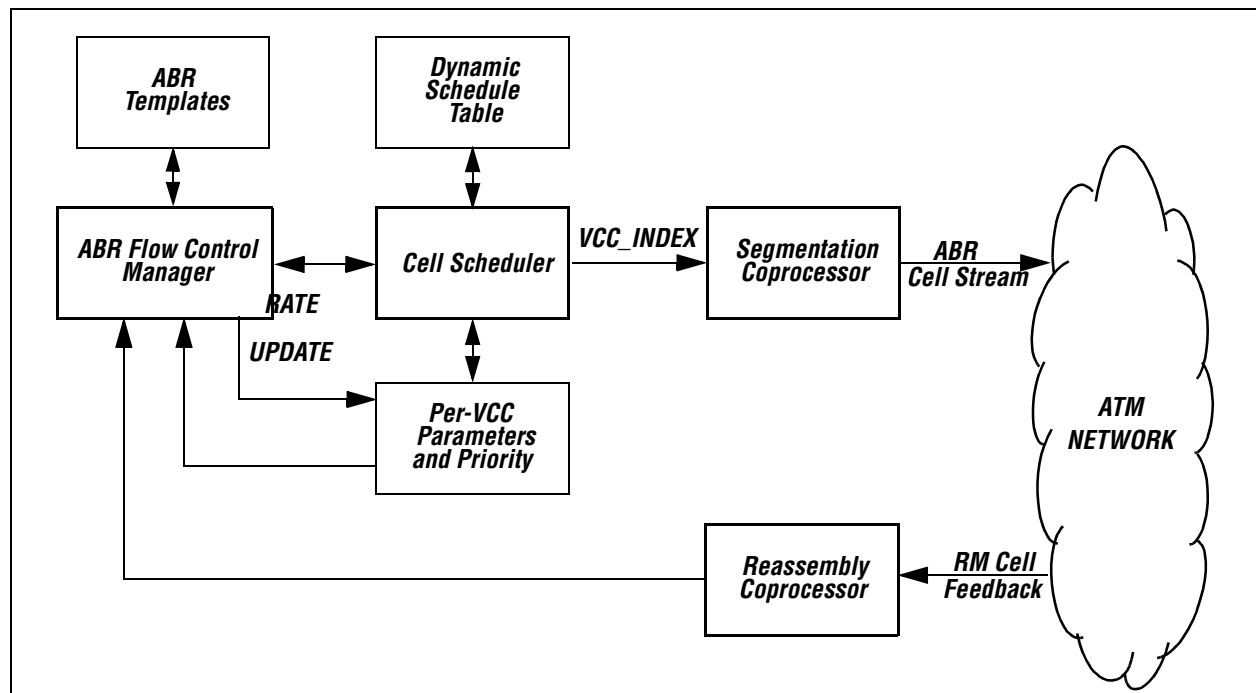 ABR
Templates
Dynamic
Schedule
Table
ABR Flow Control
Manager
Cell Scheduler
VCC_INDEX
Segmentation
Coprocessor
ABR
Cell Stream
RATE
UPDATE
Per-VCC
Parameters
and Priority
ATM
NETWORK
Reassembly
Coprocessor
RM Cell
Feedback